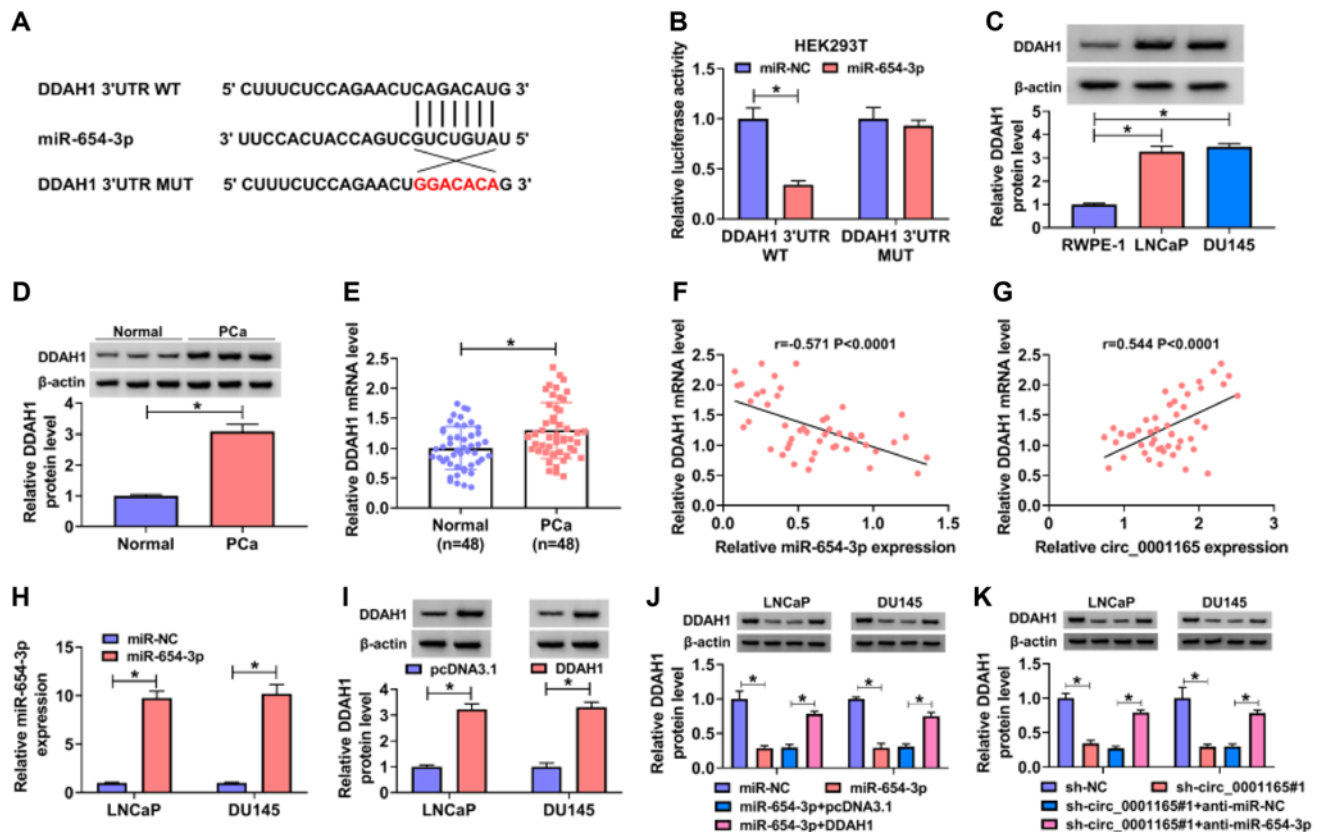 A
DDAH1 3'UTR WT 5' CUUUCUCCAGAACUCAGACAUG 3'
miR-654-3p 3' UUCCACUACCAGUCGUCUGUAU 5'
DDAH1 3'UTR MUT 5' CUUUCUCCAGAACUGGACACAG 3'
B
HEK293T
miR-NC miR-654-3p
Relative luciferase activity
1.5
1.0
0.5
0.0
*
DDAH1 3'UTR WT
DDAH1 3'UTR MUT
C
DDAH1
β-actin
Relative DDAH1
protein level
5
4
3
2
1
0
* *
RWPE-1 LNCaP DU145
D
Normal PCa
DDAH1
β-actin
Relative DDAH1
protein level
4
3
2
1
0
*
Normal PCa
E
Relative DDAH1 mRNA level
2.5
2.0
1.5
1.0
0.5
0.0
*
Normal PCa
(n=48) (n=48)
F
r=-0.571 P<0.0001
Relative DDAH1 mRNA level
2.5
2.0
1.5
1.0
0.5
0.0
0.0 0.5 1.0 1.5
Relative miR-654-3p expression
G
r=0.544 P<0.0001
Relative DDAH1 mRNA level
2.5
2.0
1.5
1.0
0.5
0.0
0 1 2 3
Relative circ_0001165 expression
H
miR-NC
miR-654-3p
Relative miR-654-3p
expression
15
10
5
0
* *
LNCaP DU145
I
DDAH1
β-actin
pcDNA3.1 DDAH1
Relative DDAH1
protein level
4
3
2
1
0
* *
LNCaP DU145
J
LNCaP DU145
DDAH1
β-actin
Relative DDAH1
protein level
1.5
1.0
0.5
0.0
* * * *
miR-NC miR-654-3p
miR-654-3p+pcDNA3.1
miR-654-3p+DDAH1
K
LNCaP DU145
DDAH1
β-actin
Relative DDAH1
protein level
1.5
1.0
0.5
0.0
* * * *
sh-NC sh-circ_0001165#1
sh-circ_0001165#1+anti-miR-NC
sh-circ_0001165#1+anti-miR-654-3p